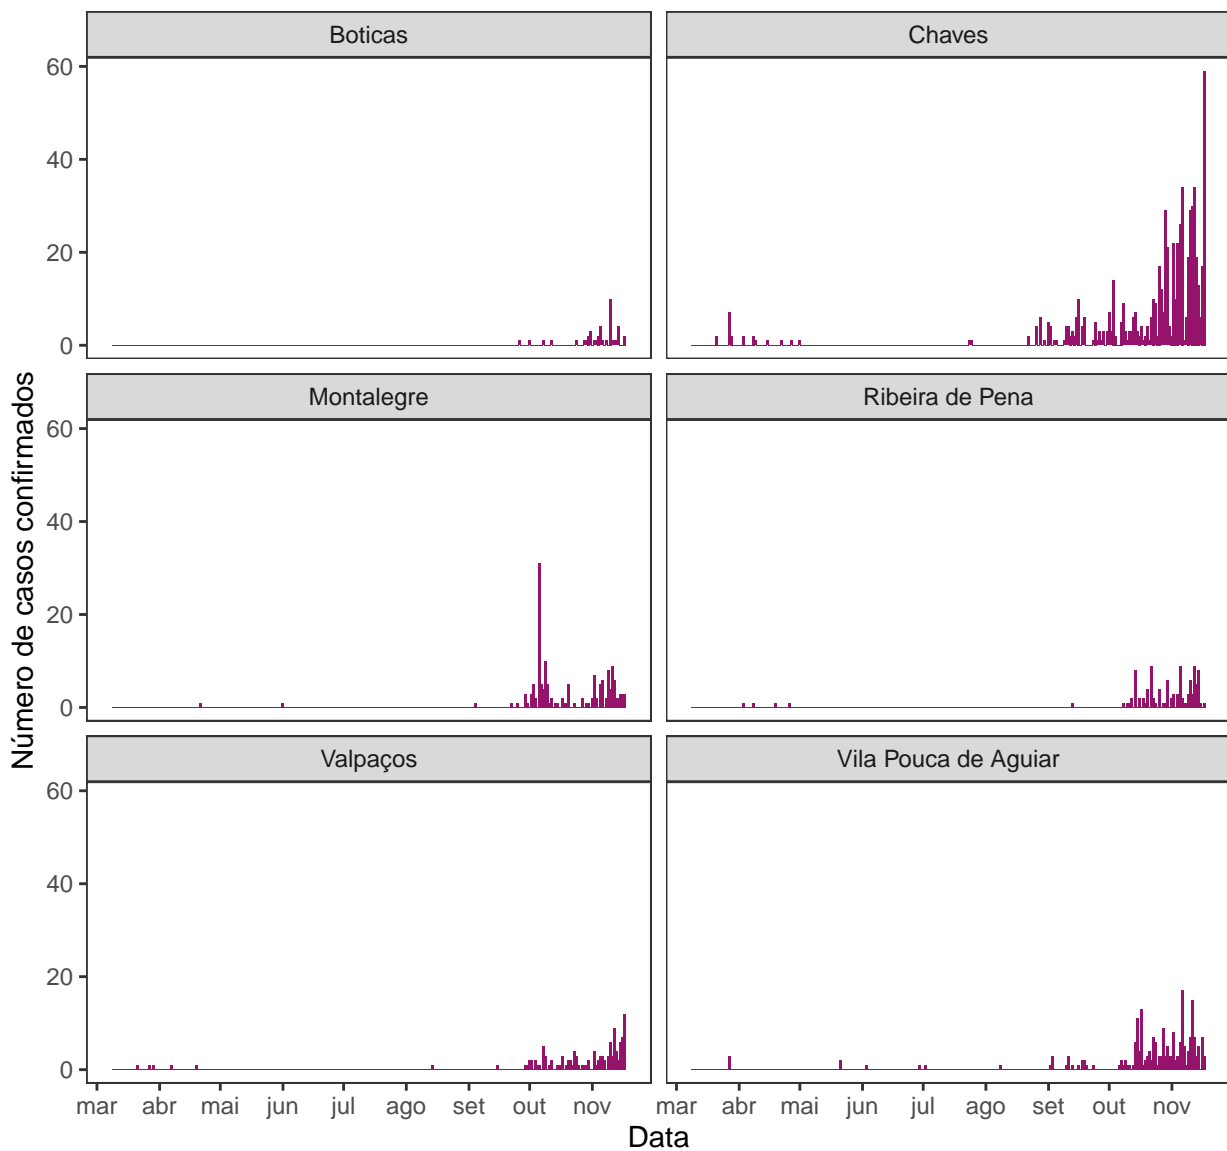 Boticas
Chaves
60
40
20
0
Montalegre
Ribeira de Pena
60
40
20
0
Valpaços
Vila Pouca de Aguiar
60
40
20
0
mar abr mai jun jul ago set out nov
mar abr mai jun jul ago set out nov
Data
Número de casos confirmados